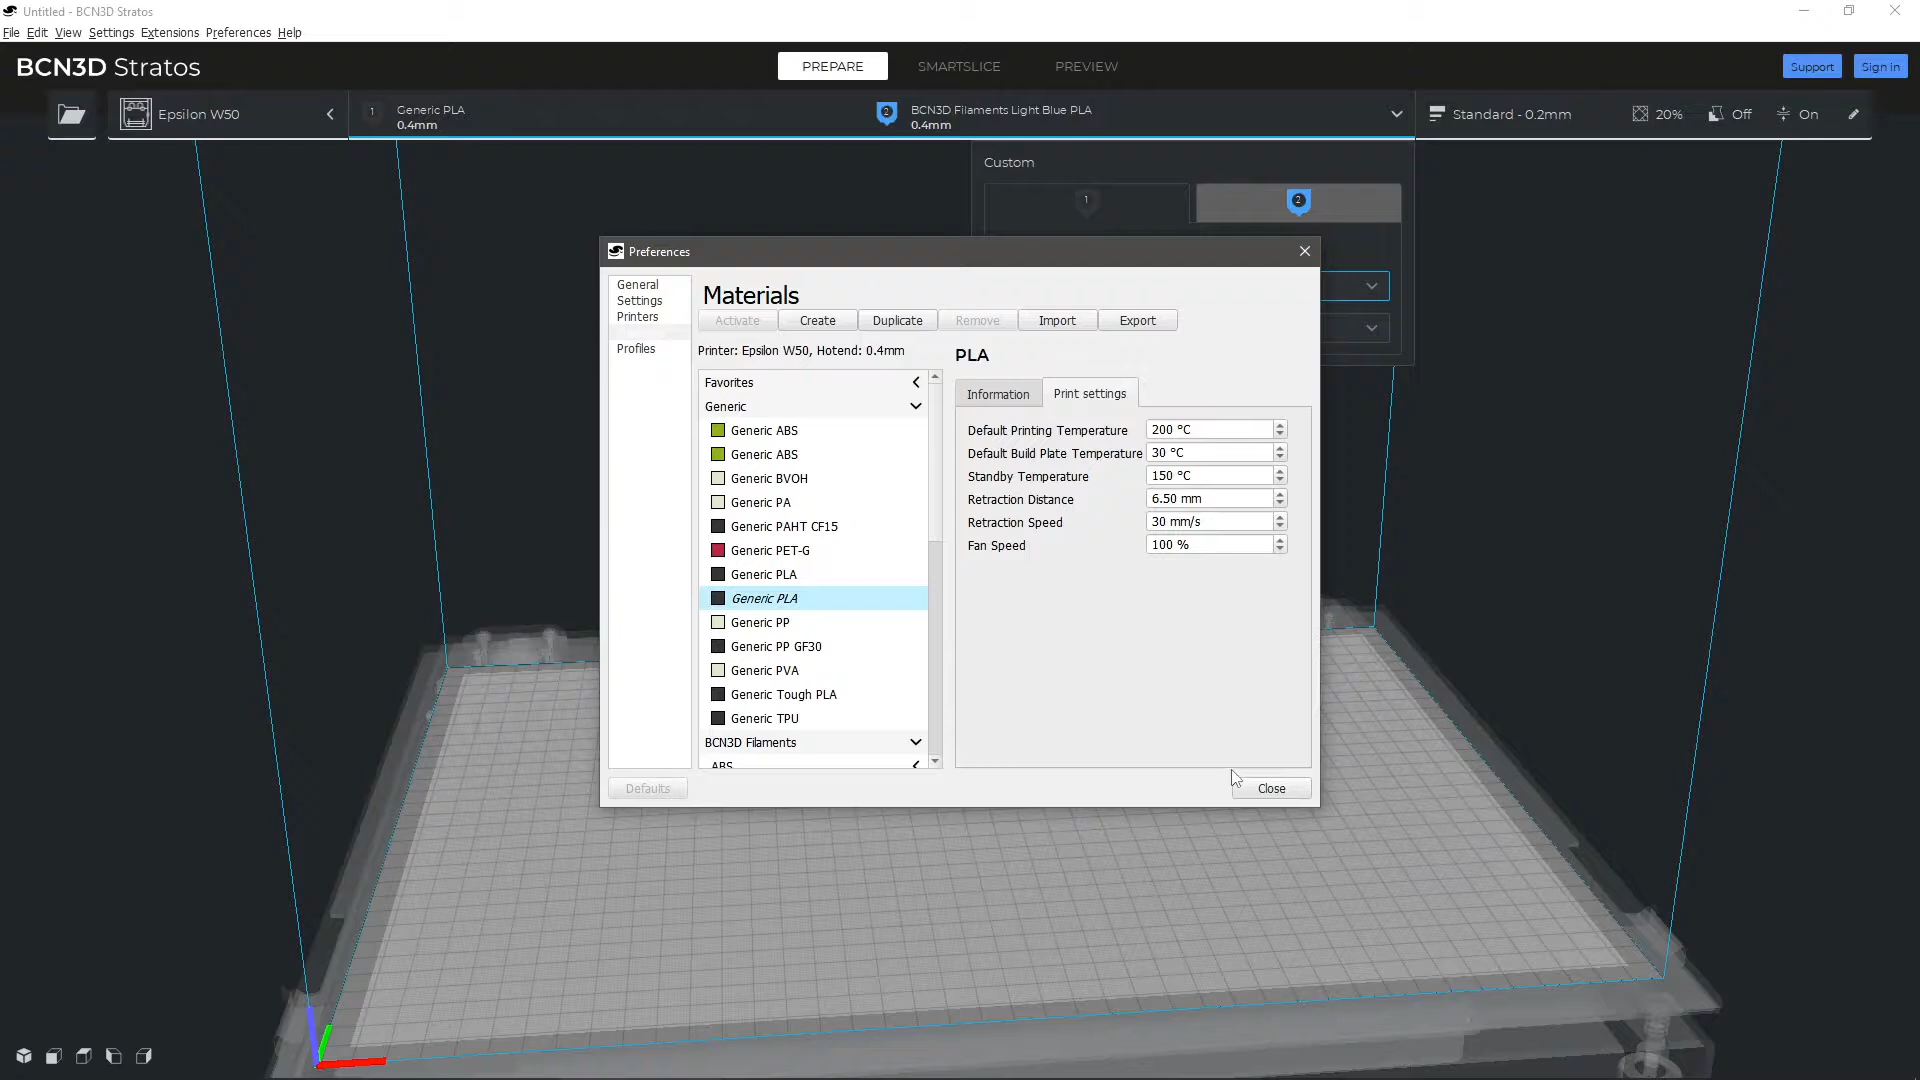 Untitled - BCN3D Stratos
File Edit View Settings Extensions Preferences Help
BCN3D Stratos
PREPARE
SMARTSLICE
PREVIEW
Support
Sign in
Epsilon W50
1
Generic PLA
0.4mm
2
BCN3D Filaments Light Blue PLA
0.4mm
Standard - 0.2mm
20%
Off
On
Custom
1
2
Preferences
General
Settings
Printers
Profiles
Materials
Activate
Create
Duplicate
Remove
Import
Export
Printer: Epsilon W50, Hotend: 0.4mm
Favorites
Generic
Generic ABS
Generic ABS
Generic BVOH
Generic PA
Generic PAHT CF15
Generic PET-G
Generic PLA
Generic PLA
Generic PP
Generic PP GF30
Generic PVA
Generic Tough PLA
Generic TPU
BCN3D Filaments
ABS
PLA
Information
Print settings
Default Printing Temperature 200 °C
Default Build Plate Temperature 30 °C
Standby Temperature 150 °C
Retraction Distance 6.50 mm
Retraction Speed 30 mm/s
Fan Speed 100 %
Defaults
Close